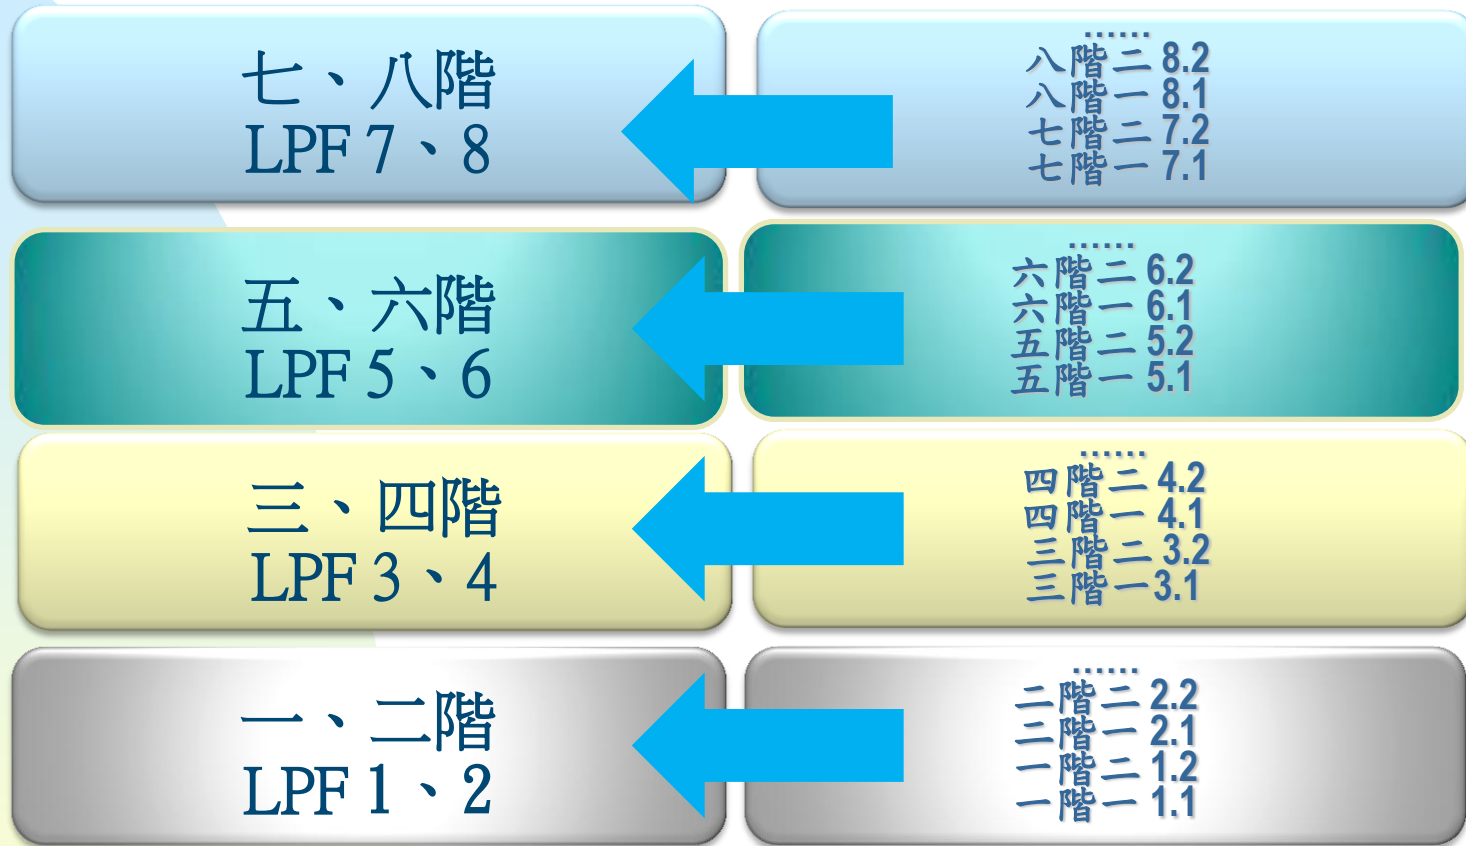 七、八階
LPF 7、8
……
八階二 8.2
八階一 8.1
七階二 7.2
七階一 7.1
五、六階
LPF 5、6
……
六階二 6.2
六階一 6.1
五階二 5.2
五階一 5.1
三、四階
LPF 3、4
……
四階二 4.2
四階一 4.1
三階二 3.2
三階一3.1
一、二階
LPF 1、2
……
二階二 2.2
二階一 2.1
一階二 1.2
一階一 1.1